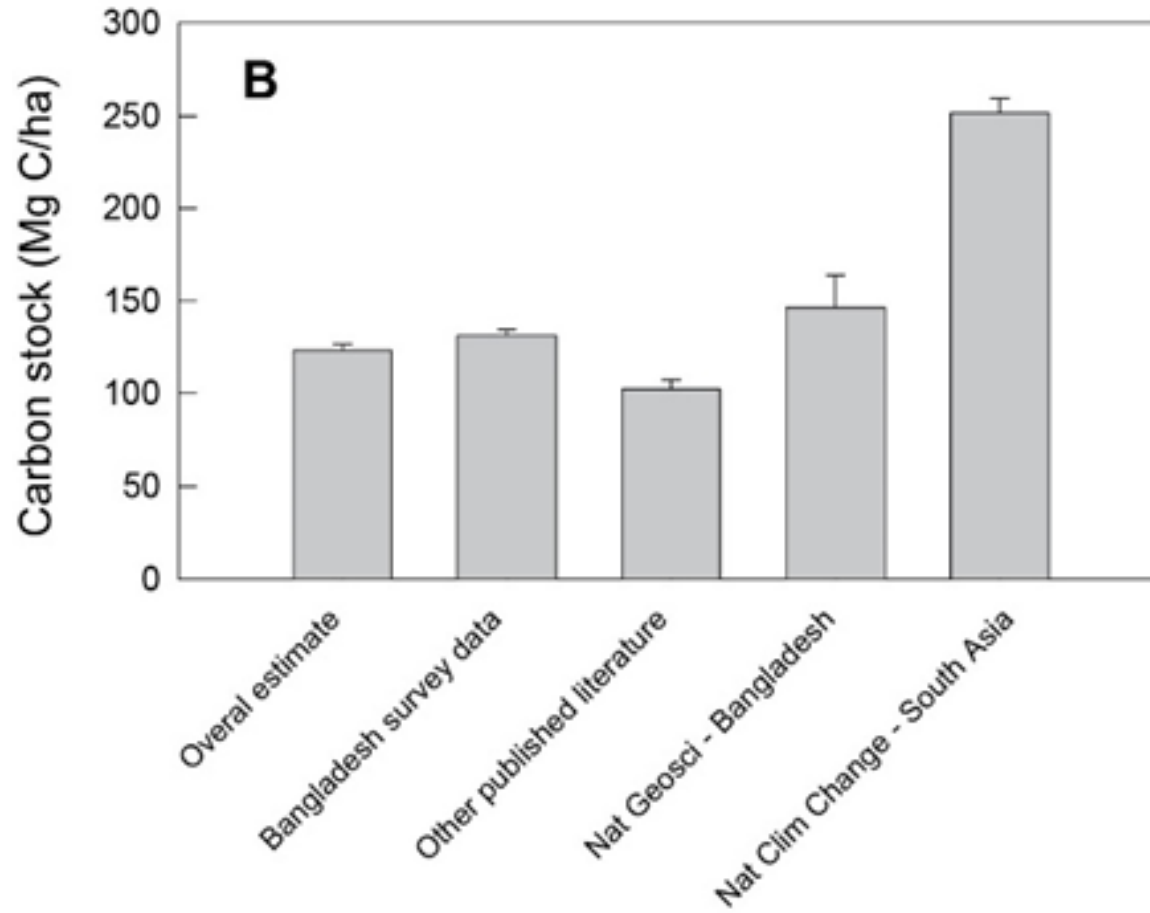 B
Carbon stock (Mg C/ha)
300
250
200
150
100
50
0
Overal estimate
Bangladesh survey data
Other published literature
Nat Geosci - Bangladesh
Nat Clim Change - South Asia